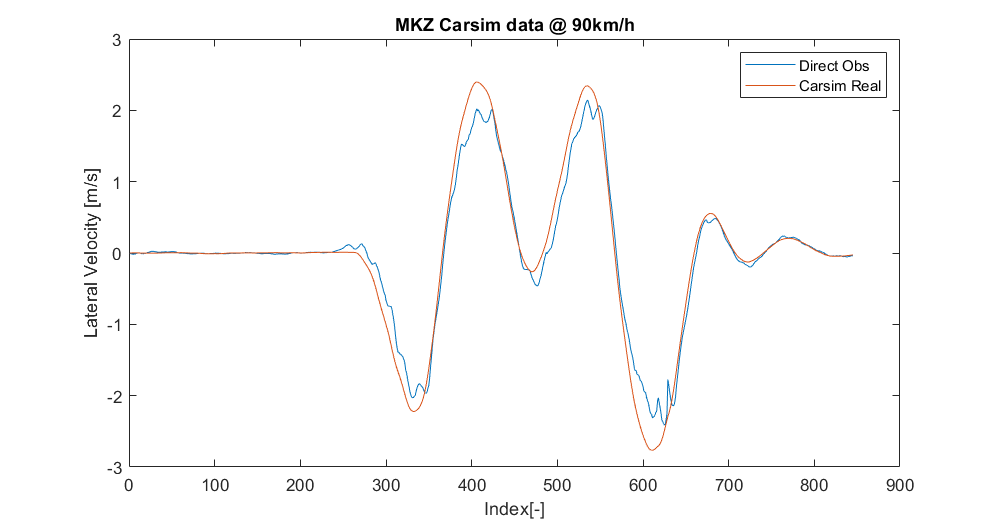 MKZ Carsim data @ 90km/h
Direct Obs
Carsim Real
Lateral Velocity [m/s]
3
2
1
0
-1
-2
-3
0 100 200 300 400 500 600 700 800 900
Index[-]